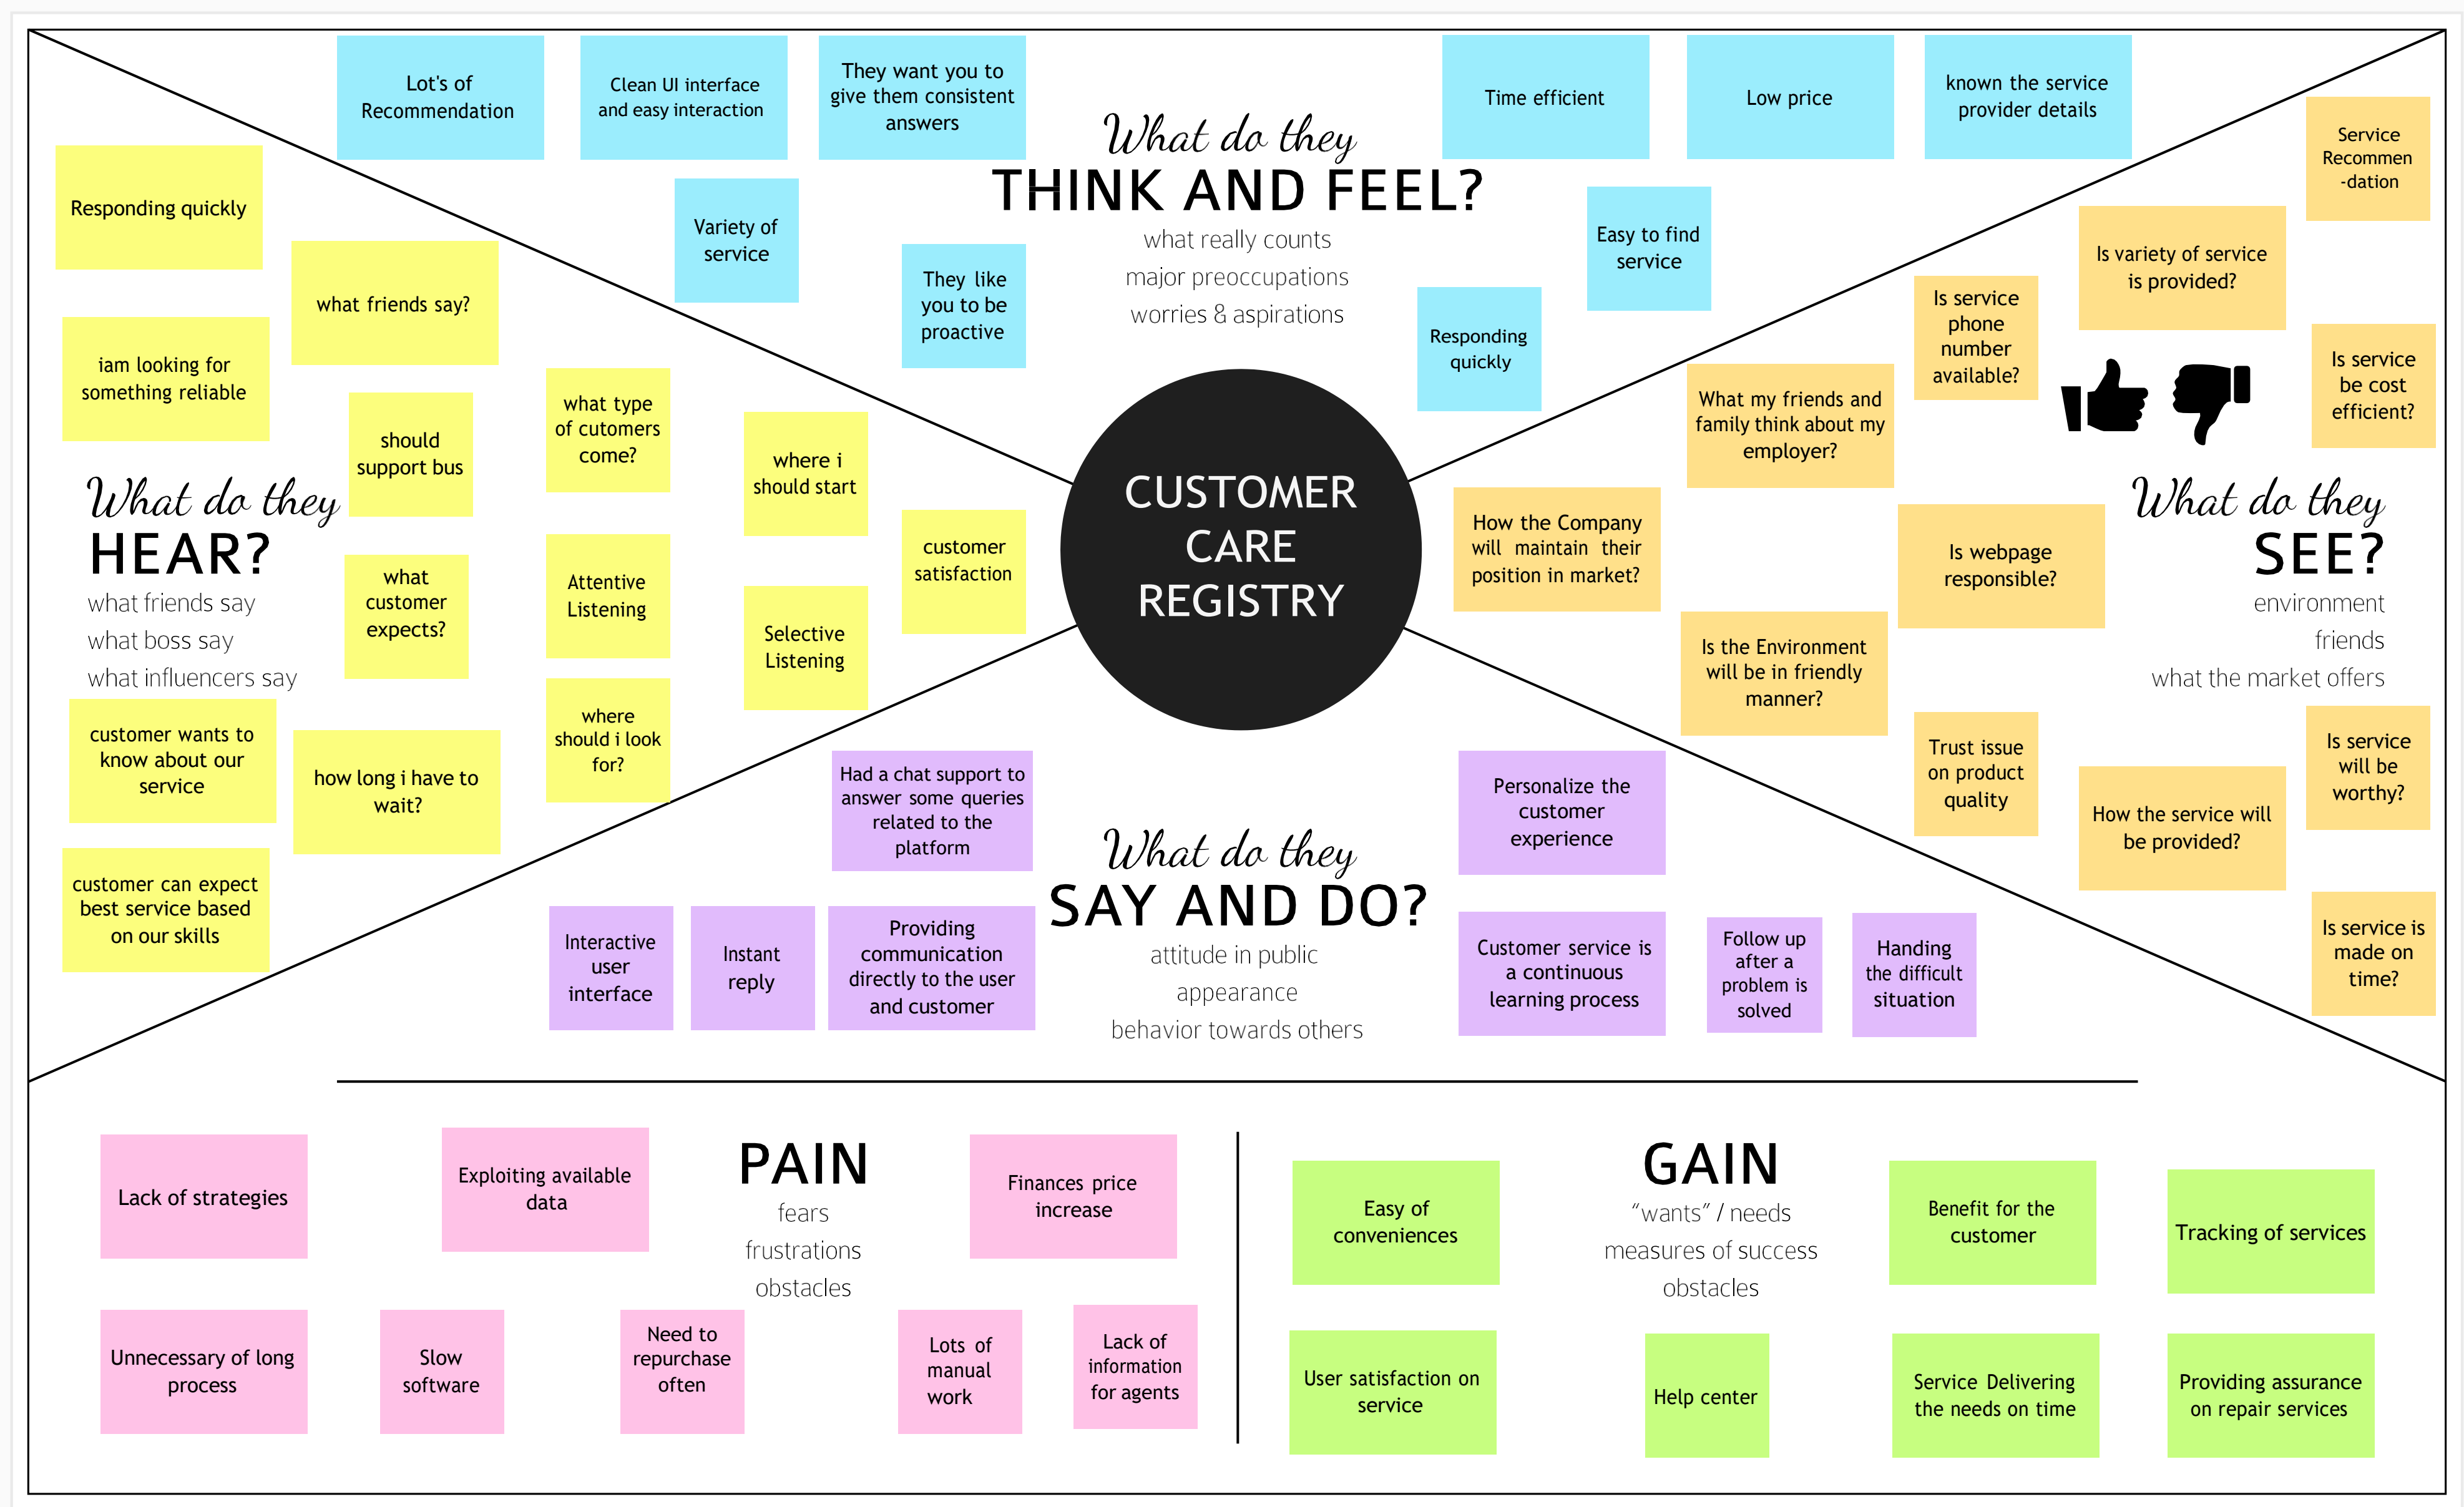 Lot's of
Recommendation
Clean UI interface
and easy interaction
They want you to
give them consistent
answers
Variety of
service
They like
you to be
proactive
What do they
THINK AND FEEL?
what really counts
major preoccupations
worries & aspirations
Time efficient
Low price
known the service
provider details
Easy to find
service
Responding
quickly
Responding quickly
what friends say?
iam looking for
something reliable
should
support bus
what type
of cutomers
come?
where i
should start
customer
satisfaction
What do they
HEAR?
what friends say
what boss say
what influencers say
what
customer
expects?
Attentive
Listening
Selective
Listening
where
should i look
for?
customer wants to
know about our
service
how long i have to
wait?
customer can expect
best service based
on our skills
CUSTOMER
CARE
REGISTRY
Service
Recommen
-dation
Is variety of service
is provided?
Is service
phone
number
available?
Is service
be cost
efficient?
What my friends and
family think about my
employer?
How the Company
will maintain their
position in market?
Is webpage
responsible?
What do they
SEE?
environment
friends
what the market offers
Is the Environment
will be in friendly
manner?
Trust issue
on product
quality
Is service
will be
worthy?
How the service will
be provided?
Is service is
made on
time?
Had a chat support to
answer some queries
related to the
platform
Interactive
user
interface
Instant
reply
Providing
communication
directly to the user
and customer
What do they
SAY AND DO?
attitude in public
appearance
behavior towards others
Personalize the
customer
experience
Customer service is
a continuous
learning process
Follow up
after a
problem is
solved
Handing
the difficult
situation
Lack of strategies
Exploiting available
data
PAIN
fears
frustrations
obstacles
Finances price
increase
Unnecessary of long
process
Slow
software
Need to
repurchase
often
Lots of
manual
work
Lack of
information
for agents
Easy of
conveniences
GAIN
“wants” / needs
measures of success
obstacles
Benefit for the
customer
Tracking of services
User satisfaction on
service
Help center
Service Delivering
the needs on time
Providing assurance
on repair services